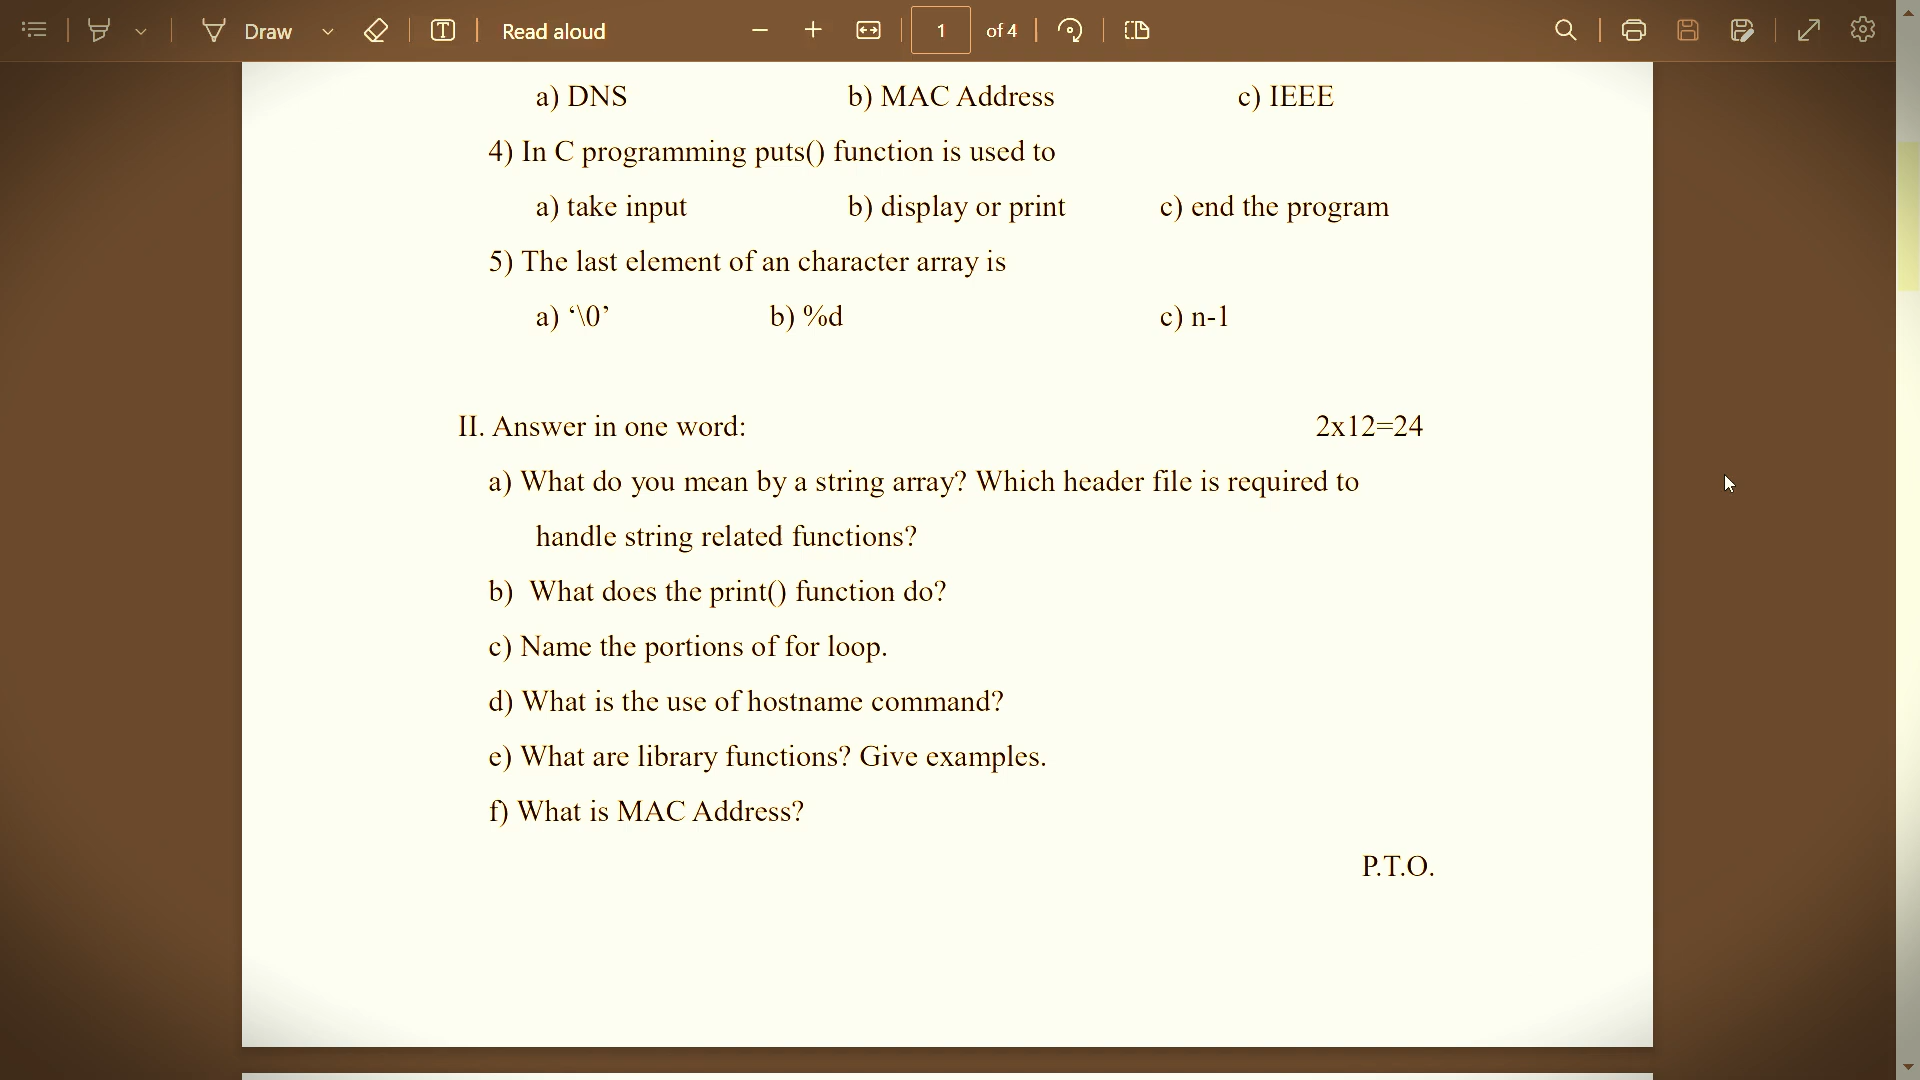 Draw
Read aloud
1 of 4
a) DNS b) MAC Address c) IEEE
4) In C programming puts() function is used to
a) take input b) display or print c) end the program
5) The last element of an character array is
a) ‘\0’ b) %d c) n-1
II. Answer in one word: 2x12=24
a) What do you mean by a string array? Which header file is required to
handle string related functions?
b) What does the print() function do?
c) Name the portions of for loop.
d) What is the use of hostname command?
e) What are library functions? Give examples.
f) What is MAC Address?
P.T.O.